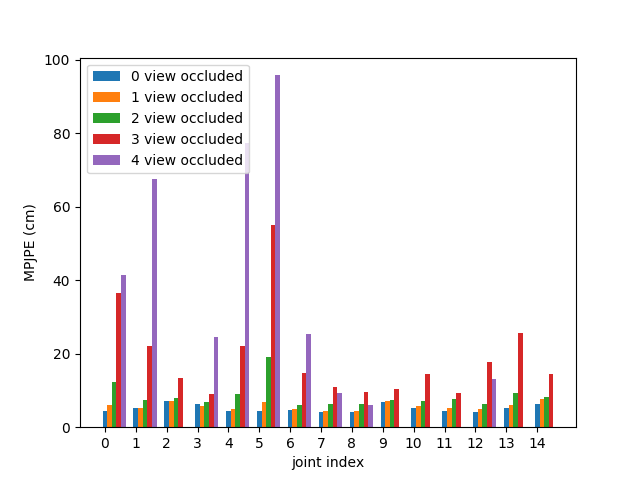 100
80
60
40
20
0
MPJPE (cm)
0 view occluded
1 view occluded
2 view occluded
3 view occluded
4 view occluded
0 1 2 3 4 5 6 7 8 9 10 11 12 13 14
joint index